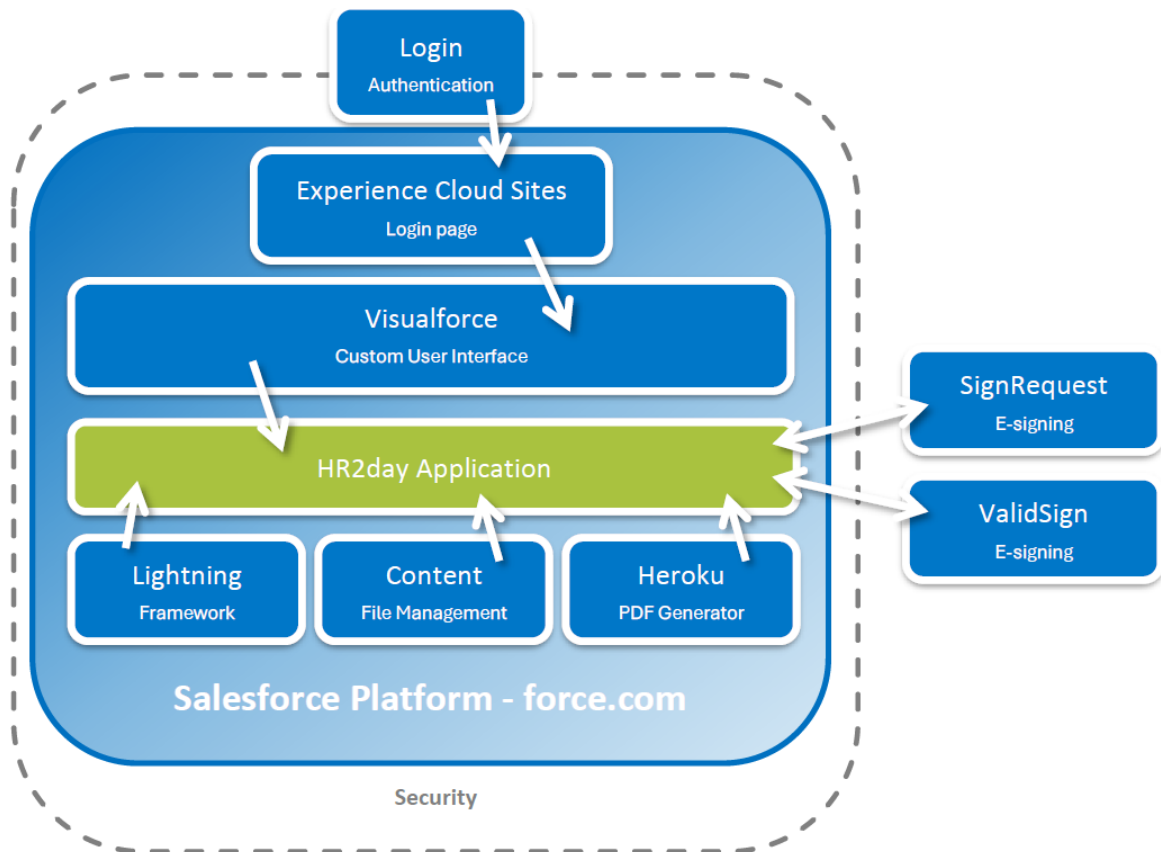 Login
Authentication
Experience Cloud Sites
Login page
Visualforce
Custom User Interface
HR2day Application
SignRequest
E-signing
ValidSign
E-signing
Lightning
Framework
Content
File Management
Heroku
PDF Generator
Salesforce Platform - force.com
Security